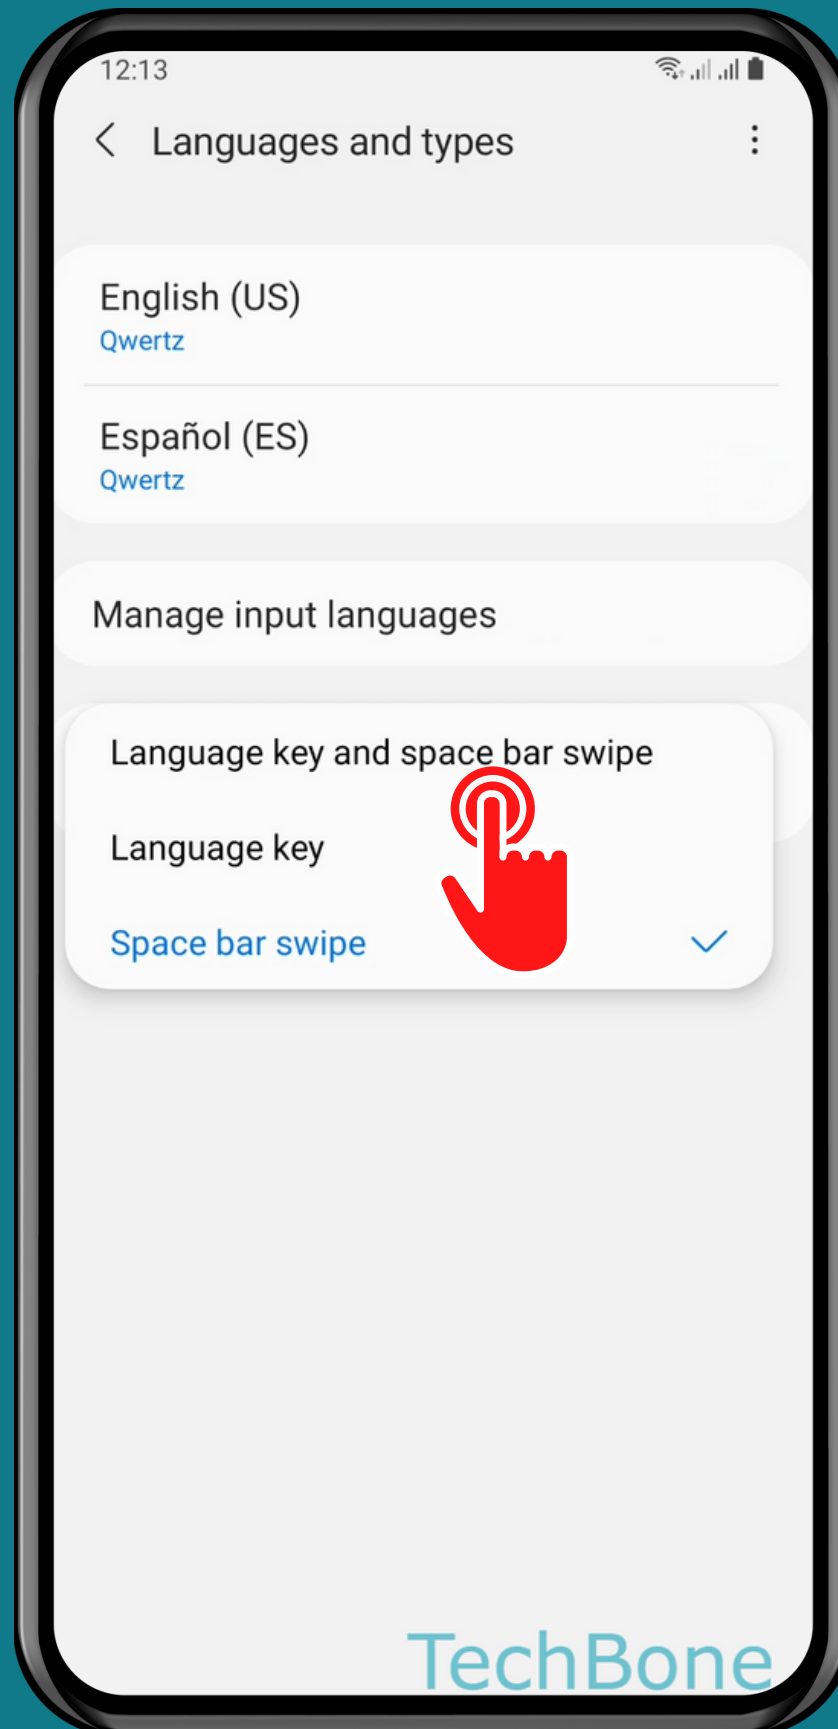 12:13
Languages and types
English (US)
Qwertz
Español (ES)
Qwertz
Manage input languages
Language key and space bar swipe
Language key
Space bar swipe
TechBone